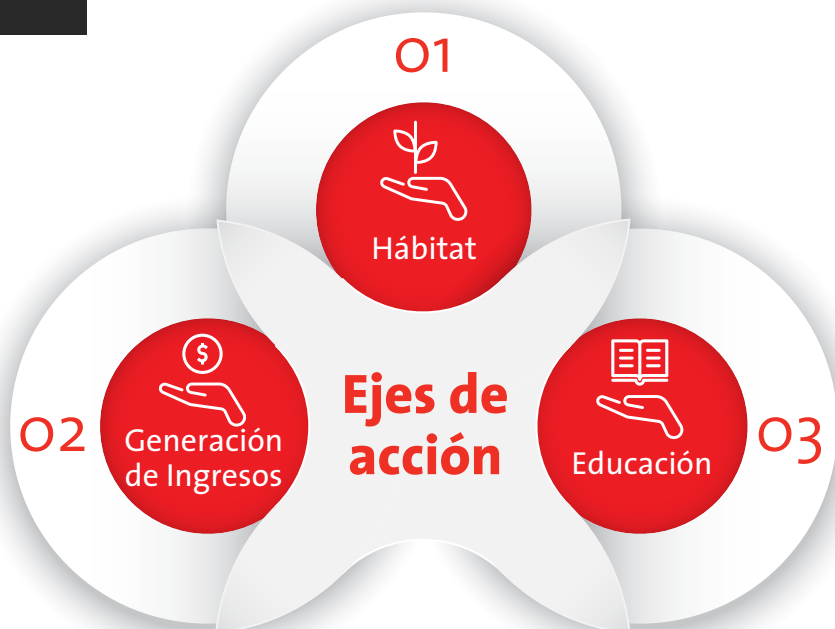 01
Hábitat
Ejes de
acción
02
$
Generación
de Ingresos
Educación
03